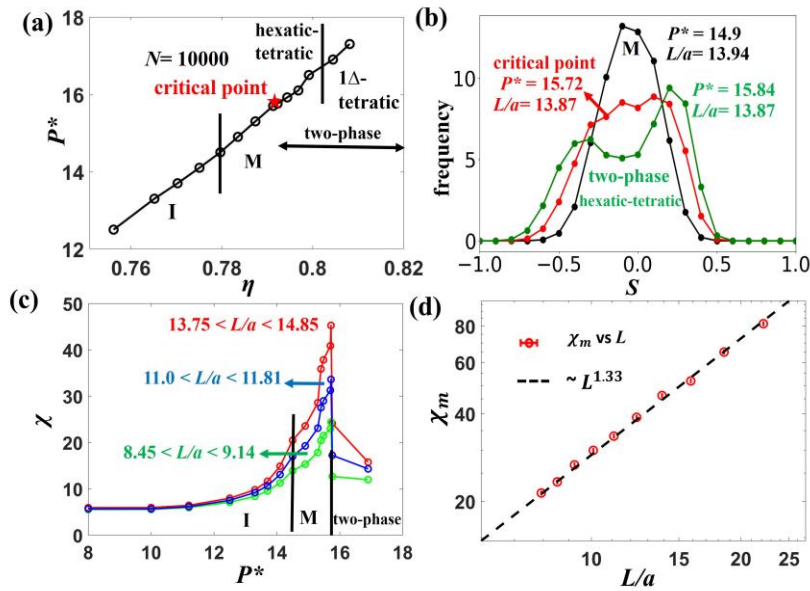 (a)
N= 10000
critical point
hexatic-
tetratic
1Δ-
tetratic
two-phase
I
M
P*
18
16
14
12
0.76
0.78
0.8
0.82
η
(b)
M
P* = 14.9
L/a= 13.94
critical point
P* = 15.72
L/a= 13.87
P* = 15.84
L/a= 13.87
two-phase
hexatic-tetratic
frequency
10
5
0
−1.0
−0.5
0.0
0.5
1.0
S
(c)
13.75 < L/a < 14.85
11.0 < L/a < 11.81
8.45 < L/a < 9.14
I
M
two-phase
χ
50
40
30
20
10
0
8
10
12
14
16
18
P*
(d)
χm vs L
~ L1.33
χm
80
60
40
20
10
15
20
25
L/a